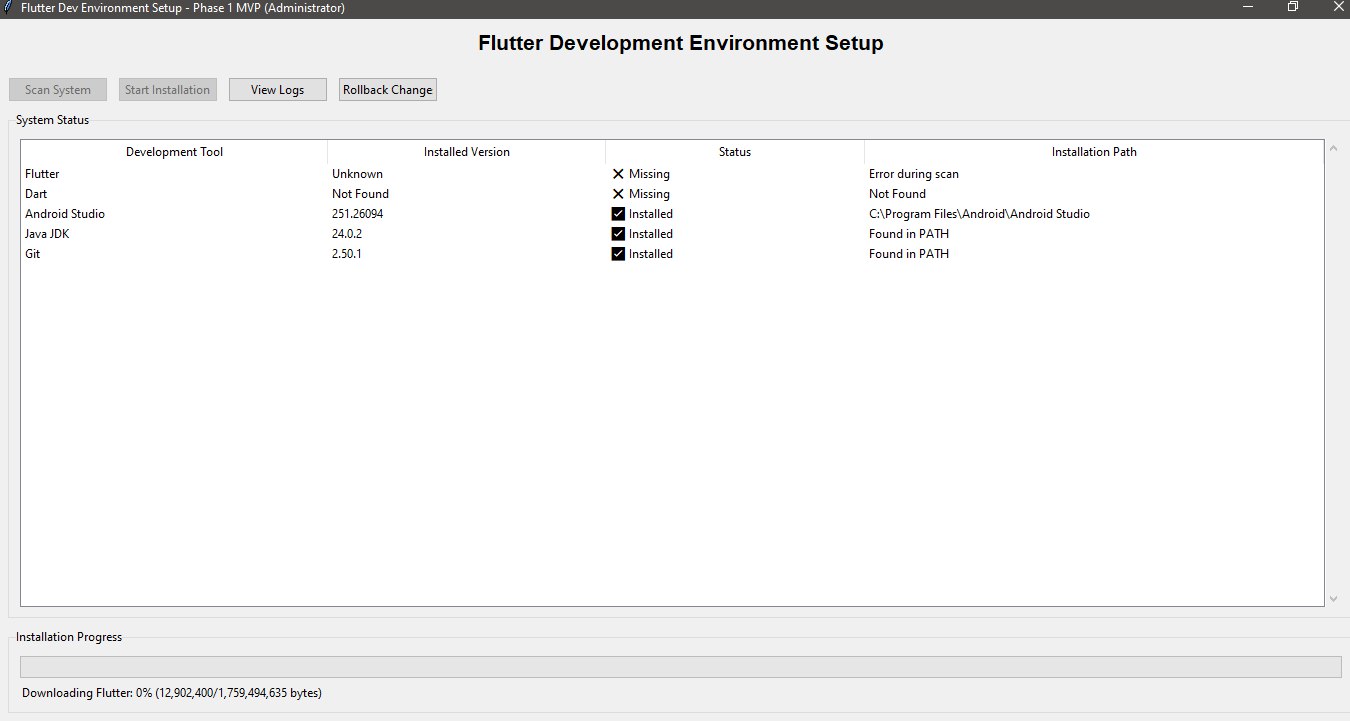 Flutter Dev Environment Setup - Phase 1 MVP (Administrator)
Flutter Development Environment Setup
Scan System Start Installation View Logs Rollback Change
System Status
Development Tool Installed Version Status Installation Path
Flutter Unknown Missing Error during scan
Dart Not Found Missing Not Found
Android Studio 251.26094 Installed C:\Program Files\Android\Android Studio
Java JDK 24.0.2 Installed Found in PATH
Git 2.50.1 Installed Found in PATH
Installation Progress
Downloading Flutter: 0% (12,902,400/1,759,494,635 bytes)